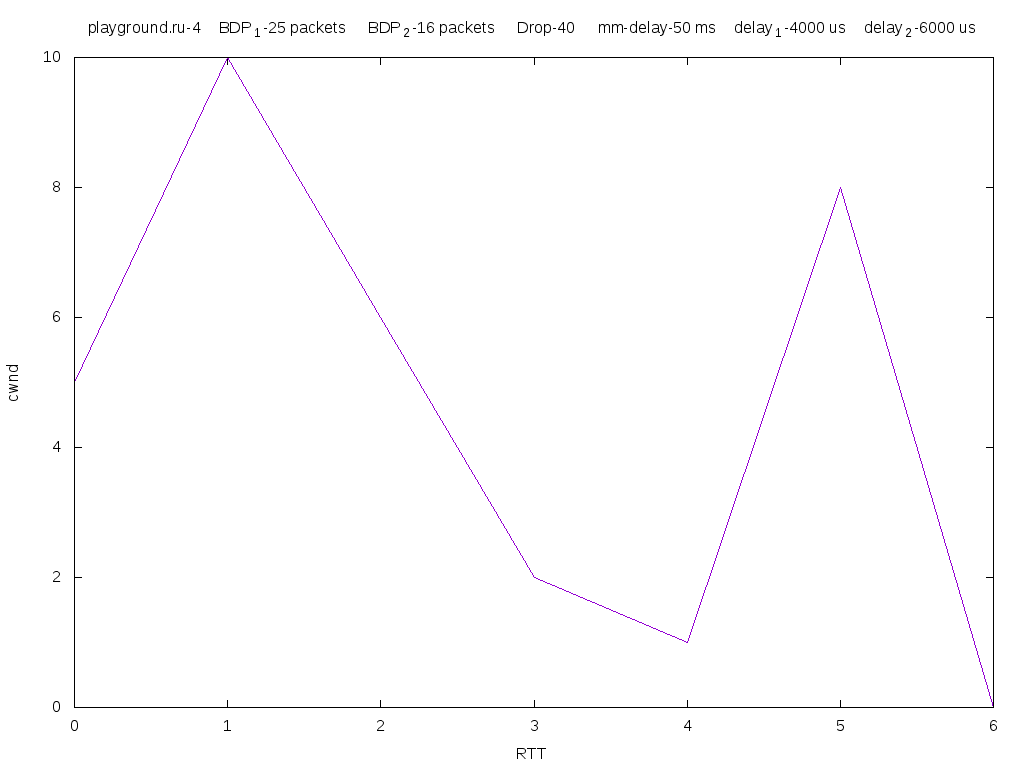 playground.ru-4 BDP1-25 packets BDP2-16 packets Drop-40 mm-delay-50 ms delay1-4000 us delay2-6000 us
10
8
6
4
2
0
cwnd
0 1 2 3 4 5 6
RTT